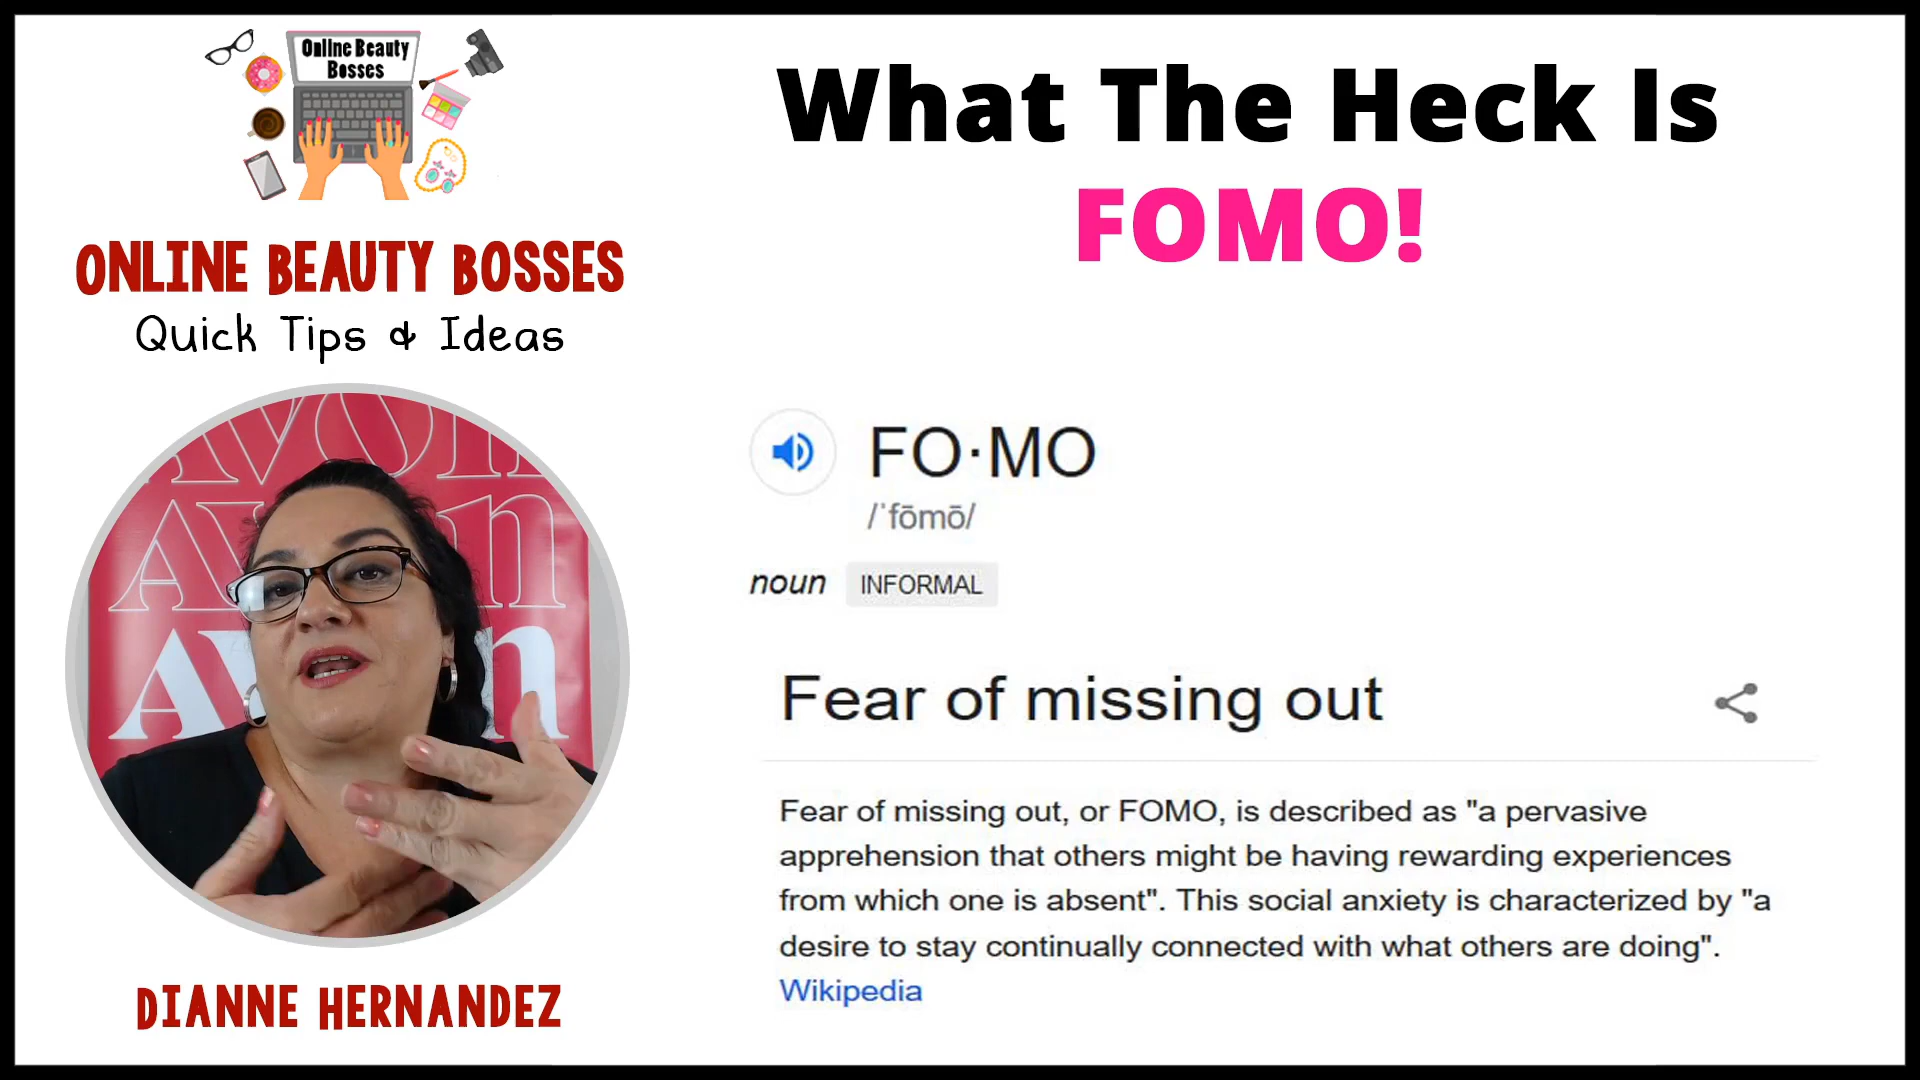 Online Beauty
Bosses
ONLINE BEAUTY BOSSES
Quick Tips & Ideas
AVON
AVON
AVON
DIANNE HERNANDEZ
What The Heck Is
FOMO!
FO·MO
/ˈfōmō/
noun INFORMAL
Fear of missing out
Fear of missing out, or FOMO, is described as "a pervasive
apprehension that others might be having rewarding experiences
from which one is absent". This social anxiety is characterized by "a
desire to stay continually connected with what others are doing".
Wikipedia